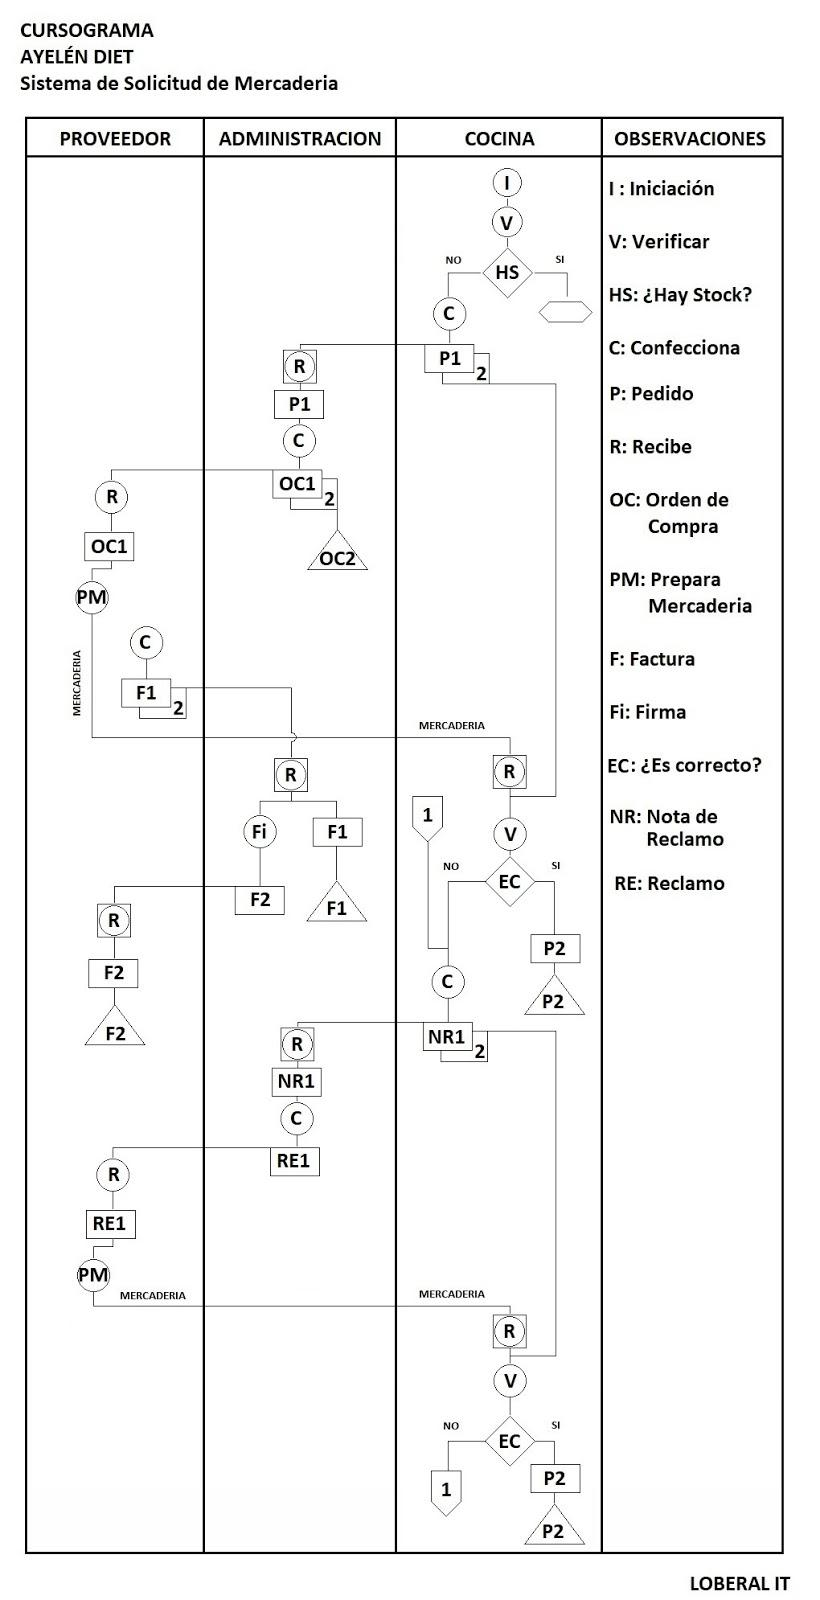 CURSOGRAMA
AYELÉN DIET
Sistema de Solicitud de Mercaderia
PROVEEDOR
ADMINISTRACION
COCINA
OBSERVACIONES
I
I : Iniciación
V
V: Verificar
NO
SI
HS
HS: ¿Hay Stock?
C
C: Confecciona
R
P1
2
P: Pedido
P1
C
R: Recibe
OC1
2
R
OC: Orden de
Compra
OC1
OC2
PM
PM: Prepara
Mercaderia
C
MERCADERIA
F: Factura
F1
2
Fi: Firma
MERCADERIA
R
R
EC: ¿Es correcto?
1
NR: Nota de
Reclamo
Fi
F1
V
NO
SI
EC
RE: Reclamo
F2
F1
R
P2
F2
C
P2
F2
R
NR1
2
NR1
C
RE1
R
RE1
PM
MERCADERIA
MERCADERIA
R
V
NO
SI
EC
P2
1
P2
LOBERAL IT